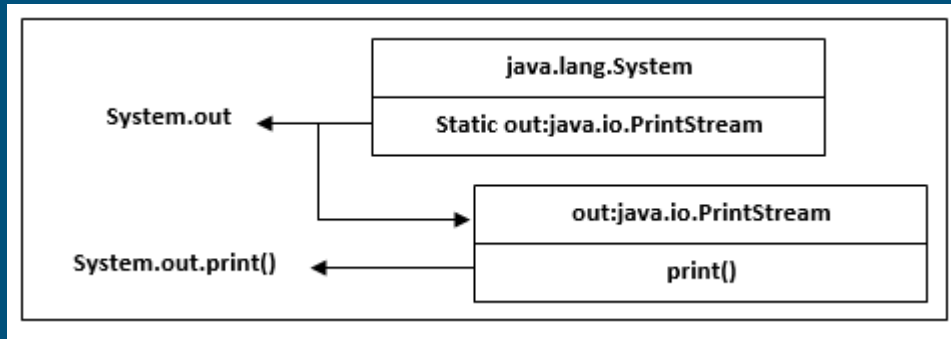 java.lang.System
System.out
Static out:java.io.PrintStream
out:java.io.PrintStream
System.out.print()
print()